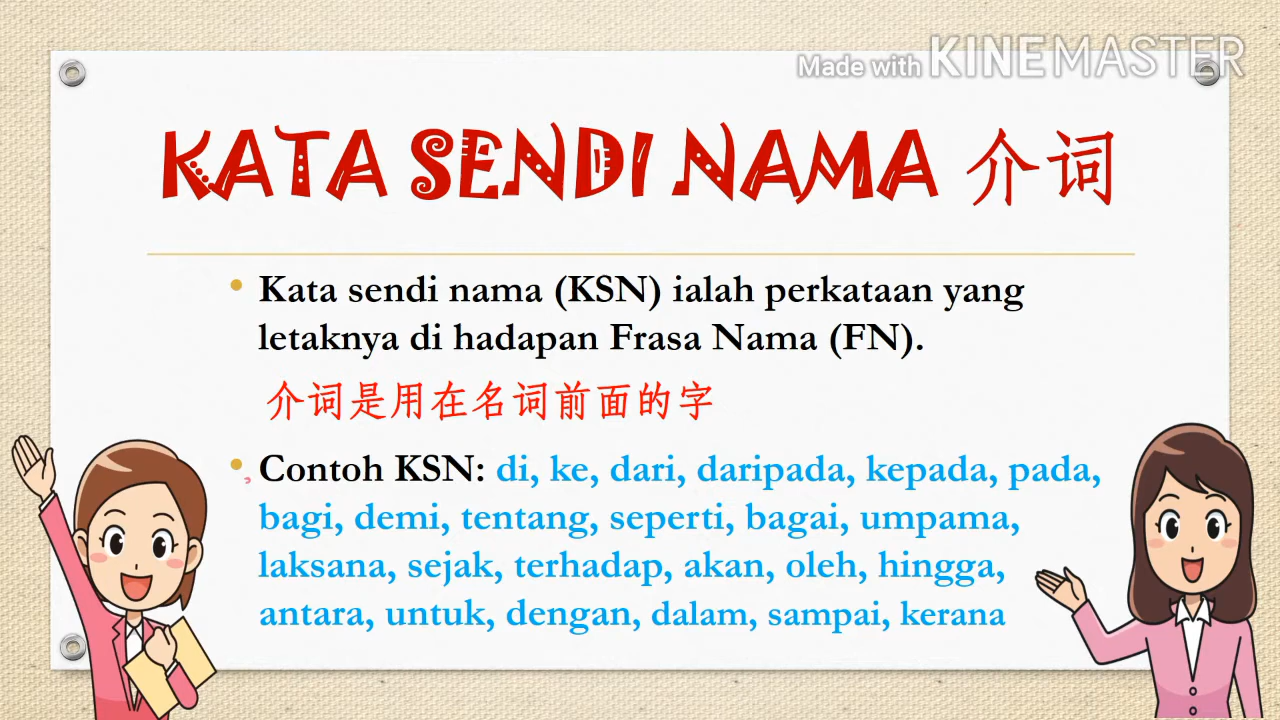 Made with KINEMASTER
KATA SENDI NAMA 介词
• Kata sendi nama (KSN) ialah perkataan yang
letaknya di hadapan Frasa Nama (FN).
介词是用在名词前面的字
• Contoh KSN: di, ke, dari, daripada, kepada, pada,
bagi, demi, tentang, seperti, bagai, umpama,
laksana, sejak, terhadap, akan, oleh, hingga,
antara, untuk, dengan, dalam, sampai, kerana